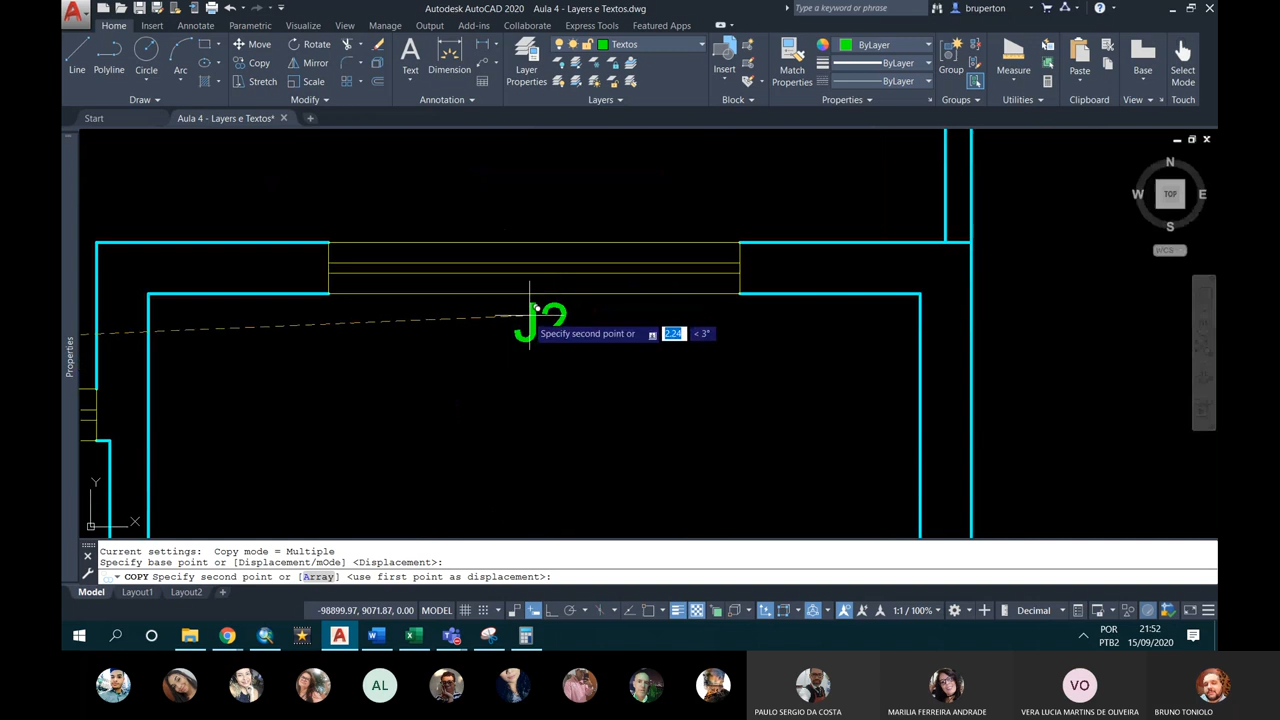 Autodesk AutoCAD 2020 Aula 4 - Layers e Textos.dwg
Type a keyword or phrase
bruperton
Home Insert Annotate Parametric Visualize View Manage Output Add-ins Collaborate Express Tools Featured Apps
Line Polyline Circle Arc
Move Rotate
Copy Mirror
Stretch Scale
Text Dimension
Layer Properties
Textos
Insert
Match Properties
ByLayer
ByLayer
ByLayer
Group
Measure
Paste
Base
Select Mode
Draw Modify Annotation Layers Block Properties Groups Utilities Clipboard View Touch
Start Aula 4 - Layers e Textos*
N
W TOP E
S
WCS
Properties
J2
Specify second point or 2.24 < 3°
Y
X
Current settings: Copy mode = Multiple
Specify base point or [Displacement/mOde] <Displacement>:
COPY Specify second point or [Array] <use first point as displacement>:
Model Layout1 Layout2
-98899.97, 9071.87, 0.00 MODEL 1:1 / 100% Decimal
POR
PTB2
21:52
15/09/2020
AL
VO
PAULO SERGIO DA COSTA
MARILIA FERREIRA ANDRADE
VERA LUCIA MARTINS DE OLIVEIRA
BRUNO TONIOLO